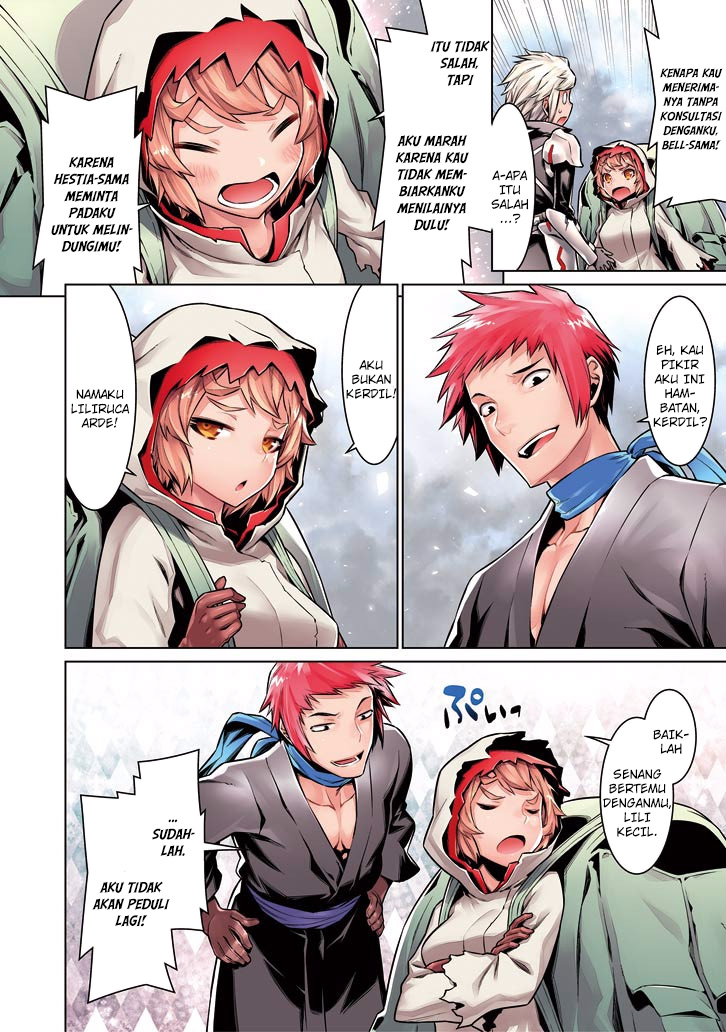 KENAPA KAU
MENERIMA-
NYA TANPA
KONSULTASI
DENGANKU,
BELL-SAMA!
A-APA
ITU
SALAH
...?
ITU TIDAK
SALAH,
TAPI
AKU MARAH
KARENA KAU
TIDAK MEM-
BIARKANKU
MENILAINYA
DULU!
KARENA
HESTIA-SAMA
MEMINTA
PADAKU
UNTUK MELIN-
DUNGIMU!
EH, KAU
PIKIR
AKU INI
HAM-
BATAN,
KERDIL?
AKU
BUKAN
KERDIL!
NAMAKU
LILIRUCA
ARDE!
BAIK-
LAH
SENANG
BERTEMU
DENGANMU,
LILI
KECIL.
ぷいっ
...
SUDAH-
LAH.
AKU TIDAK
AKAN PEDULI
LAGI!